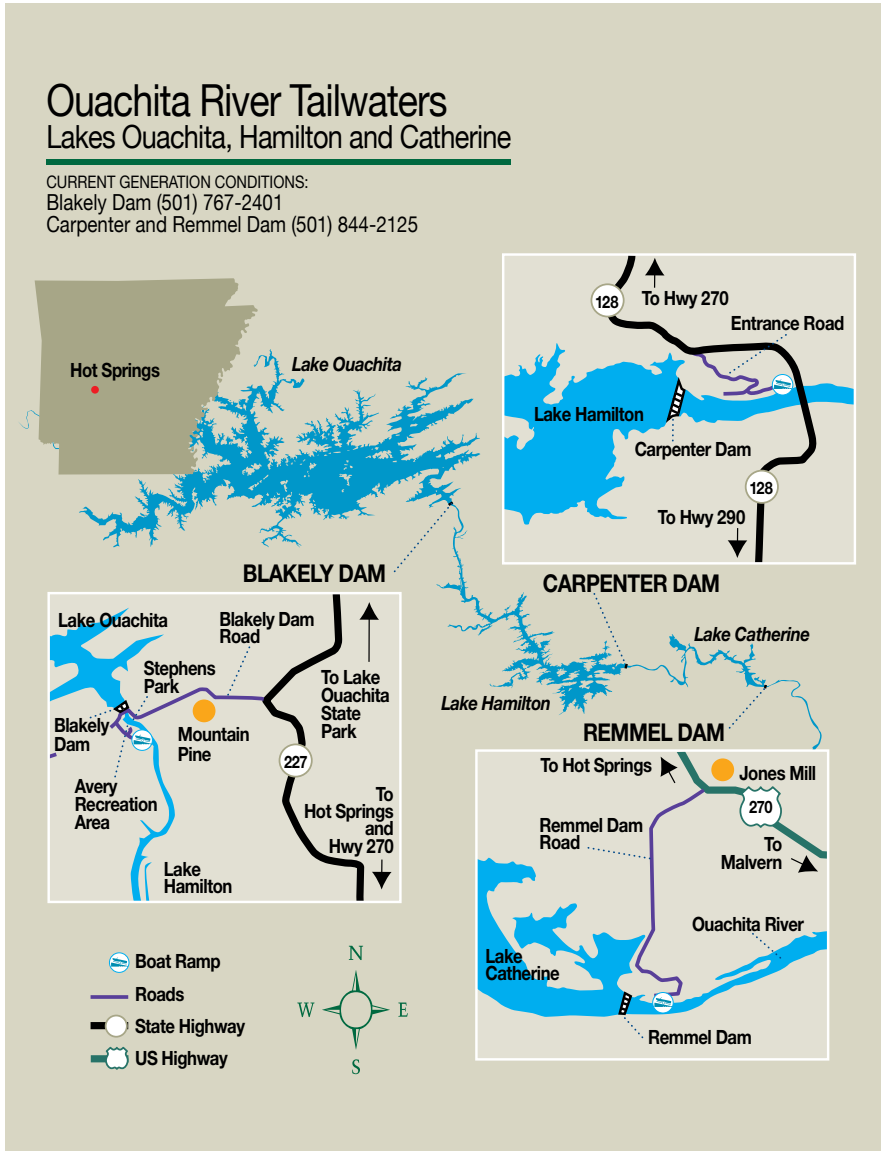 Ouachita River Tailwaters
Lakes Ouachita, Hamilton and Catherine
CURRENT GENERATION CONDITIONS:
Blakely Dam (501) 767-2401
Carpenter and Remmel Dam (501) 844-2125
Hot Springs
Lake Ouachita
128
To Hwy 270
Entrance Road
Lake Hamilton
Carpenter Dam
128
To Hwy 290
BLAKELY DAM
CARPENTER DAM
Lake Catherine
Lake Hamilton
REMMEL DAM
Lake Ouachita
Blakely Dam
Road
Stephens
Park
To Lake
Ouachita
State
Park
Blakely
Dam
Mountain
Pine
227
Avery
Recreation
Area
To
Hot Springs
and
Hwy 270
Lake
Hamilton
To Hot Springs
Jones Mill
270
Remmel Dam
Road
To
Malvern
Ouachita River
Lake
Catherine
Remmel Dam
Boat Ramp
Roads
State Highway
US Highway
N
W
E
S